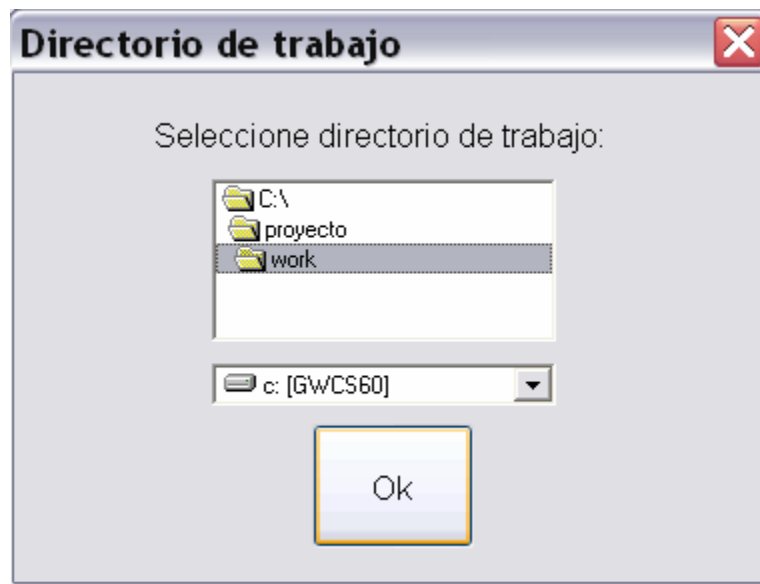 Directorio de trabajo
Seleccione directorio de trabajo:
C:\
proyecto
work
c: [GWCS60]
Ok